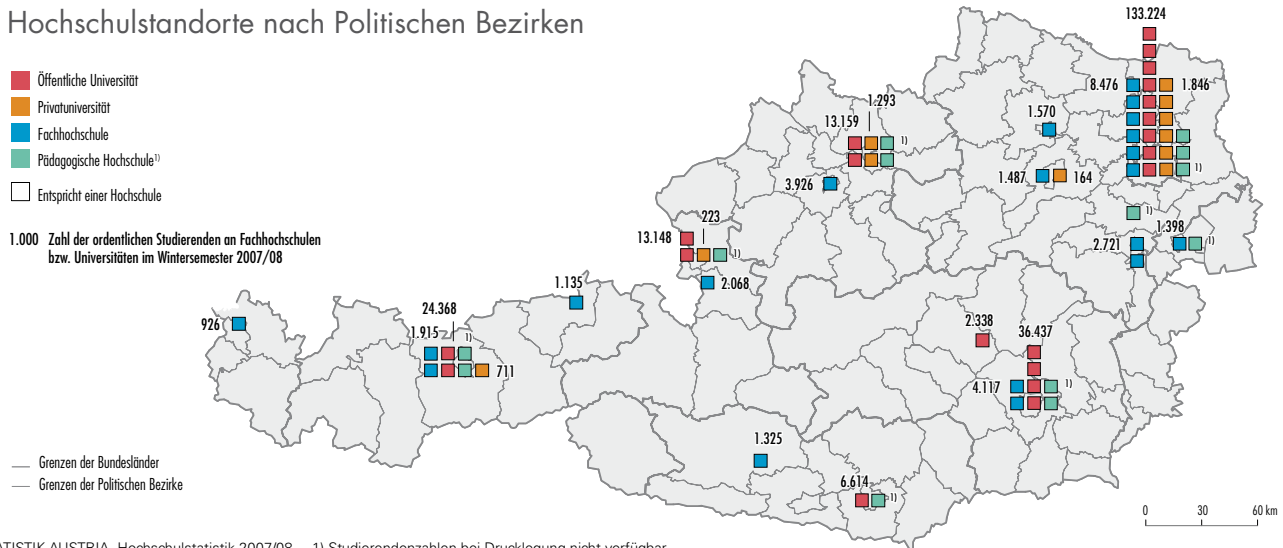 Hochschulstandorte nach Politischen Bezirken
Öffentliche Universität
Privatuniversität
Fachhochschule
Pädagogische Hochschule1)
Entspricht einer Hochschule
1.000 Zahl der ordentlichen Studierenden an Fachhochschulen
bzw. Universitäten im Wintersemester 2007/08
133.224
8.476
1.846
1.293
13.159
1)
1.570
3.926
1.487
164
1)
1)
223
13.148
1)
1.398
2.721
1)
2.068
1.135
926
24.368
1.915
1)
711
2.338
36.437
4.117
1)
1.325
6.614
1)
Grenzen der Bundesländer
Grenzen der Politischen Bezirke
0 30 60 km
ATISTIK AUSTRIA, Hochschulstatistik 2007/08. 1) Studierendenzahlen bei Drucklegung nicht verfügbar.